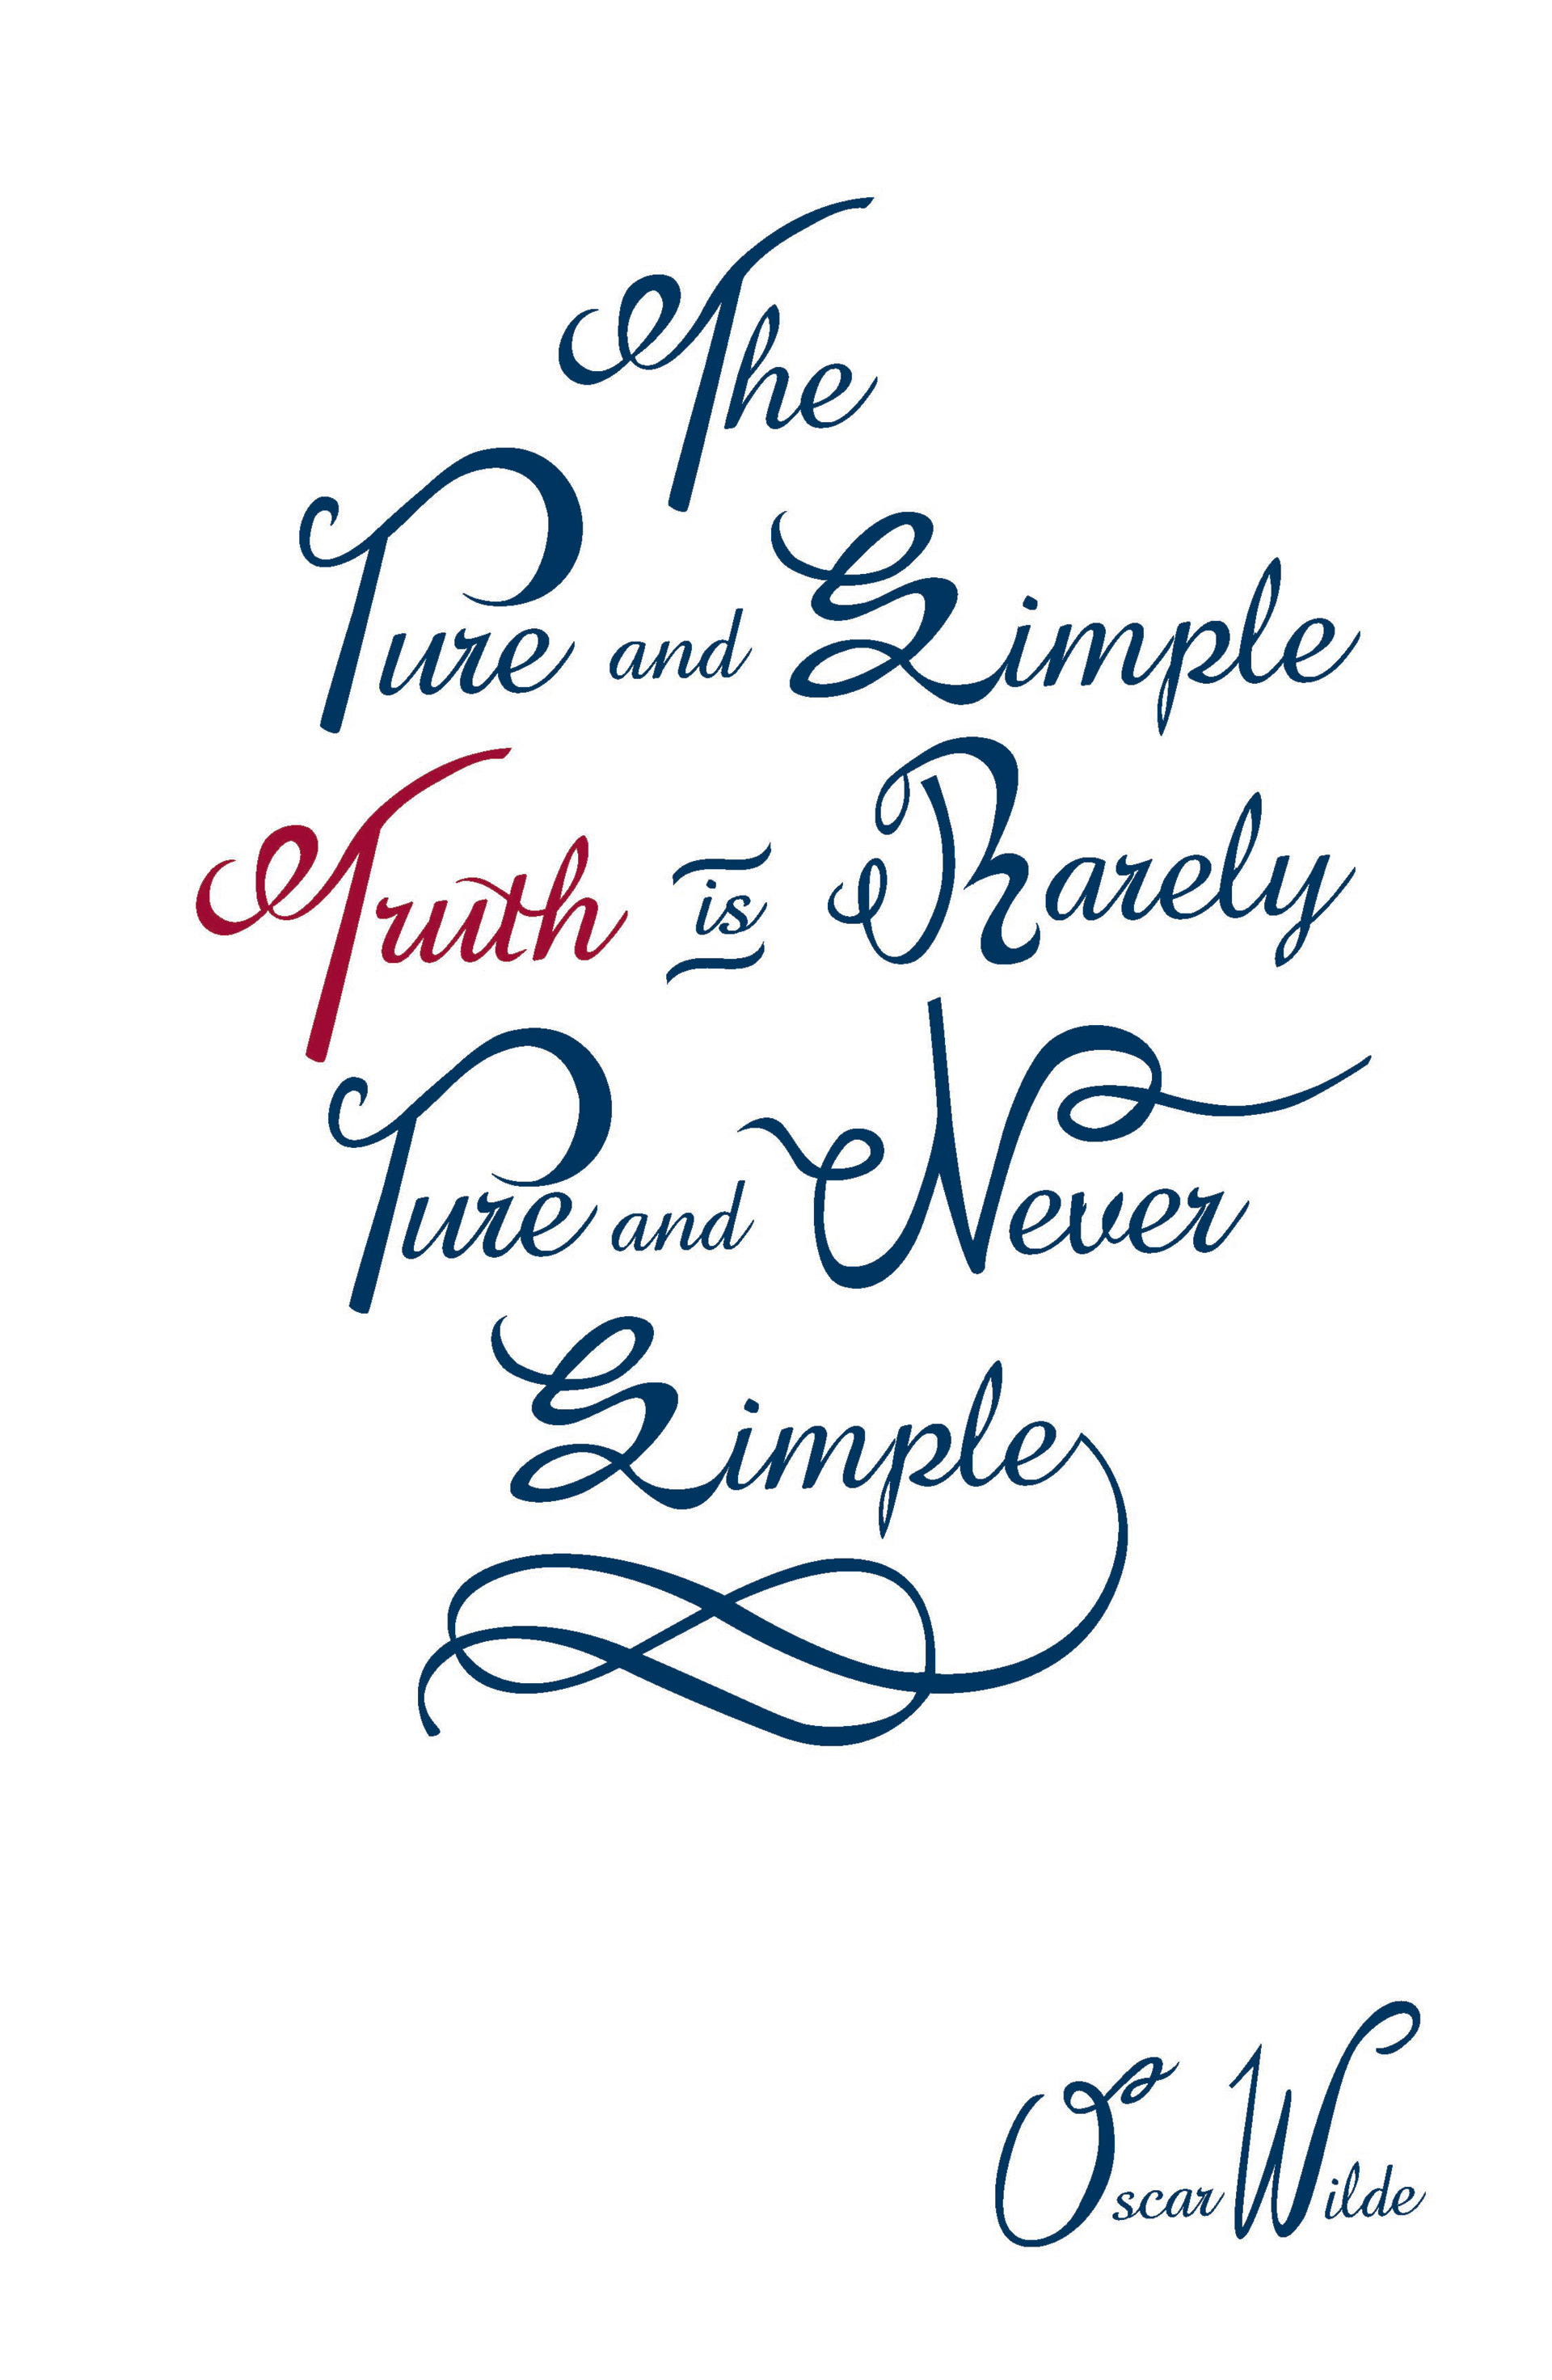 The
Pure and Simple
Truth is Rarely
Pure and Never
Simple
Oscar Wilde